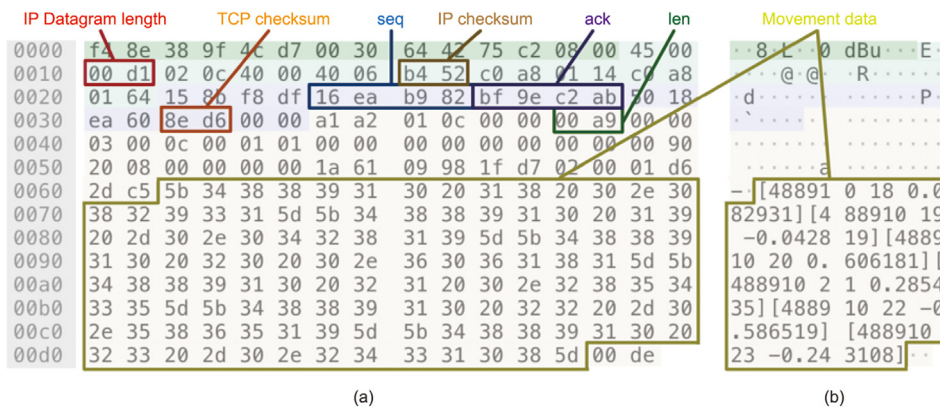 IP Datagram length TCP checksum seq IP checksum ack len Movement data
0000 f4 8e 38 9f 4c d7 00 30 64 42 75 c2 08 00 45 00 ··8·L··0 dBu···E·
0010 00 d1 02 0c 40 00 40 06 b4 52 c0 a8 01 14 c0 a8 ····@·@· ·R······
0020 01 64 15 8b f8 df 16 ea b9 82 bf 9e c2 ab 50 18 ·d······ ······P·
0030 ea 60 8e d6 00 00 a1 a2 01 0c 00 00 00 a9 00 00 ·`······ ········
0040 03 00 0c 00 01 01 00 00 00 00 00 00 00 00 00 90
0050 20 08 00 00 00 00 1a 61 09 98 1f d7 02 00 01 d6 ·······a ········
0060 2d c5 5b 34 38 38 39 31 30 20 31 38 20 30 2e 30 -·[48891 0 18 0.0
0070 38 32 39 33 31 5d 5b 34 38 38 39 31 30 20 31 39 82931][4 88910 19
0080 20 2d 30 2e 30 34 32 38 31 39 5d 5b 34 38 38 39 -0.0428 19][4889
0090 31 30 20 32 30 20 30 2e 36 30 36 31 38 31 5d 5b 10 20 0. 606181][
00a0 34 38 38 39 31 30 20 32 31 20 30 2e 32 38 35 34 488910 2 1 0.2854
00b0 33 35 5d 5b 34 38 38 39 31 30 20 32 32 20 2d 30 35][4889 10 22 -0
00c0 2e 35 38 36 35 31 39 5d 5b 34 38 38 39 31 30 20 .586519] [488910
00d0 32 33 20 2d 30 2e 32 34 33 31 30 38 5d 00 de 23 -0.24 3108]··
(a) (b)